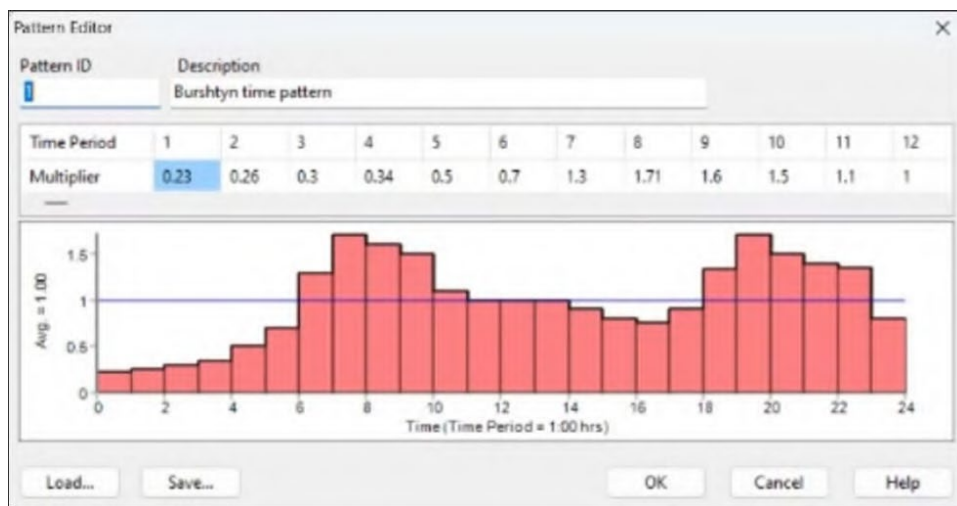 Pattern Editor
Pattern ID Description
1 Burshtyn time pattern
Time Period 1 2 3 4 5 6 7 8 9 10 11 12
Multiplier 0.23 0.26 0.3 0.34 0.5 0.7 1.3 1.71 1.6 1.5 1.1 1
Avg. = 1.00
1.5
1
0.5
0
0 2 4 6 8 10 12 14 16 18 20 22 24
Time (Time Period = 1:00 hrs)
Load... Save... OK Cancel Help